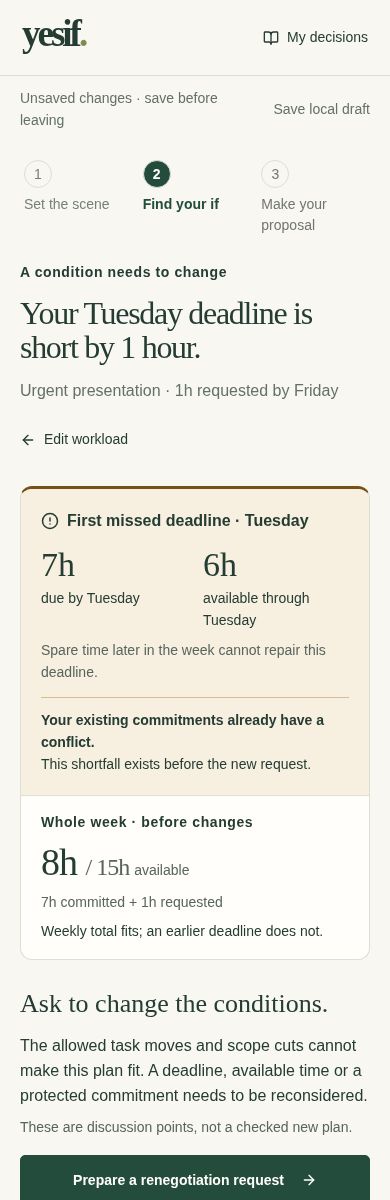 yesif.
My decisions
Unsaved changes · save before
leaving
Save local draft
1
Set the scene
2
Find your if
3
Make your
proposal
A condition needs to change
Your Tuesday deadline is
short by 1 hour.
Urgent presentation · 1h requested by Friday
Edit workload
First missed deadline · Tuesday
7h
due by Tuesday
6h
available through
Tuesday
Spare time later in the week cannot repair this
deadline.
Your existing commitments already have a
conflict.
This shortfall exists before the new request.
Whole week · before changes
8h / 15h available
7h committed + 1h requested
Weekly total fits; an earlier deadline does not.
Ask to change the conditions.
The allowed task moves and scope cuts cannot
make this plan fit. A deadline, available time or a
protected commitment needs to be reconsidered.
These are discussion points, not a checked new plan.
Prepare a renegotiation request